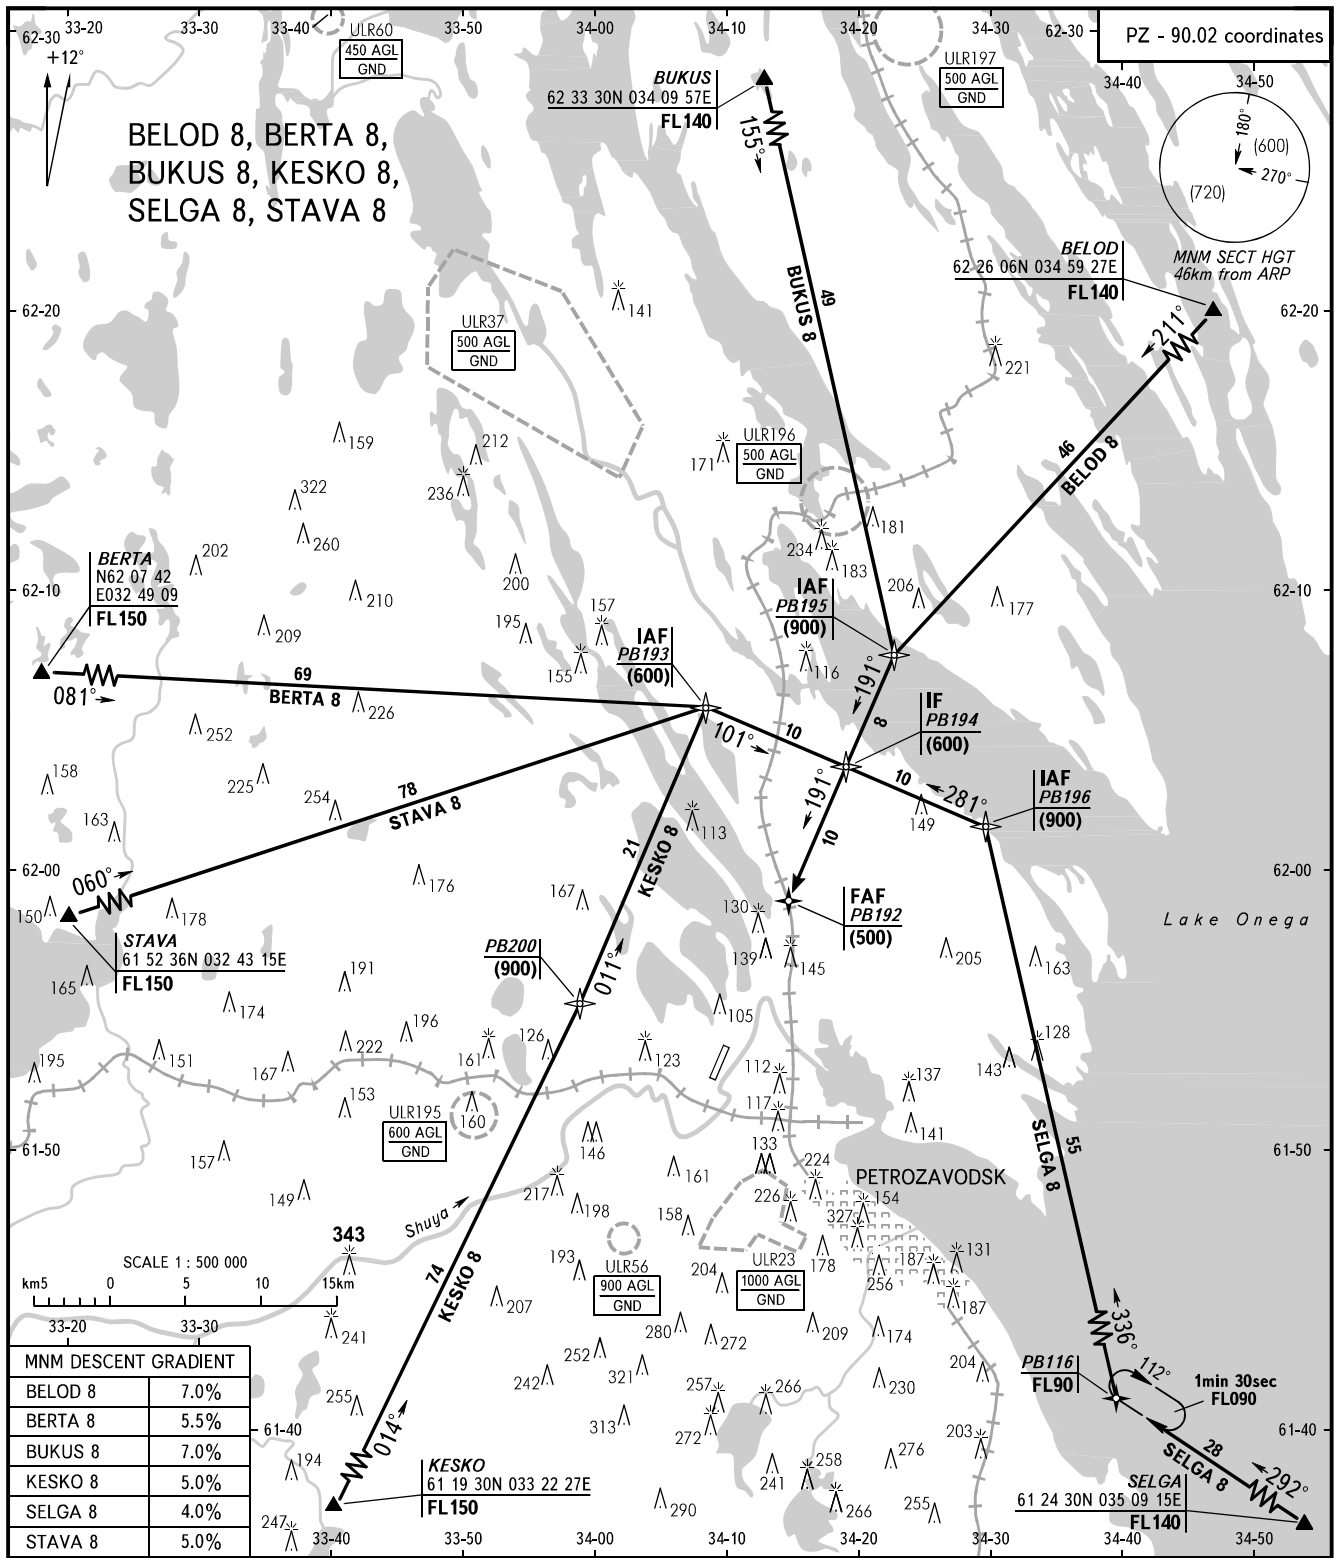 33-20
33-30
33-40
33-50
34-00
34-10
34-20
34-30
62-30
62-30
PZ - 90.02 coordinates
+12°
ULR60
450 AGL
GND
BUKUS
62 33 30N 034 09 57E
FL140
ULR197
500 AGL
GND
34-40
34-50
180°
(600)
270°
(720)
MNM SECT HGT
46km from ARP
BELOD 8, BERTA 8,
BUKUS 8, KESKO 8,
SELGA 8, STAVA 8
155°
BELOD
62 26 06N 034 59 27E
FL140
211°
62-20
62-20
ULR37
500 AGL
GND
141
49
BUKUS 8
221
159
212
236
322
260
171
ULR196
500 AGL
GND
46
BELOD 8
181
234
183
202
200
210
209
195
157
155
BERTA
N62 07 42
E032 49 09
FL150
62-10
62-10
IAF
PB195
(900)
206
177
116
IAF
PB193
(600)
191°
8
081°
69
BERTA 8
226
252
101°
10
IF
PB194
(600)
158
225
254
163
78
STAVA 8
191°
10
10
281°
149
IAF
PB196
(900)
113
21
KESKO 8
62-00
62-00
060°
150
178
176
167
130
139
145
FAF
PB192
(500)
Lake Onega
STAVA
61 52 36N 032 43 15E
FL150
165
191
174
PB200
(900)
011°
205
163
105
195
151
167
222
196
161
126
123
112
117
137
141
143
128
153
ULR195
600 AGL
GND
160
61-50
61-50
157
149
146
133
161
224
PETROZAVODSK
SELGA 8
55
217
198
158
226
154
327
Shuya
343
193
ULR56
900 AGL
GND
204
ULR23
1000 AGL
GND
178
256
187
131
187
SCALE 1 : 500 000
km5
0
5
10
15km
33-20
33-30
74
KESKO 8
207
241
280
272
209
174
336°
252
321
242
204
230
PB116
FL90
112°
1min 30sec
FL090
MNM DESCENT GRADIENT
BELOD 8
7.0%
BERTA 8
5.5%
BUKUS 8
7.0%
KESKO 8
5.0%
SELGA 8
4.0%
STAVA 8
5.0%
255
257
272
266
313
61-40
61-40
014°
194
247
203
276
258
241
266
255
290
28
SELGA 8
292°
KESKO
61 19 30N 033 22 27E
FL150
SELGA
61 24 30N 035 09 15E
FL140
33-40
33-50
34-00
34-10
34-20
34-30
34-40
34-50